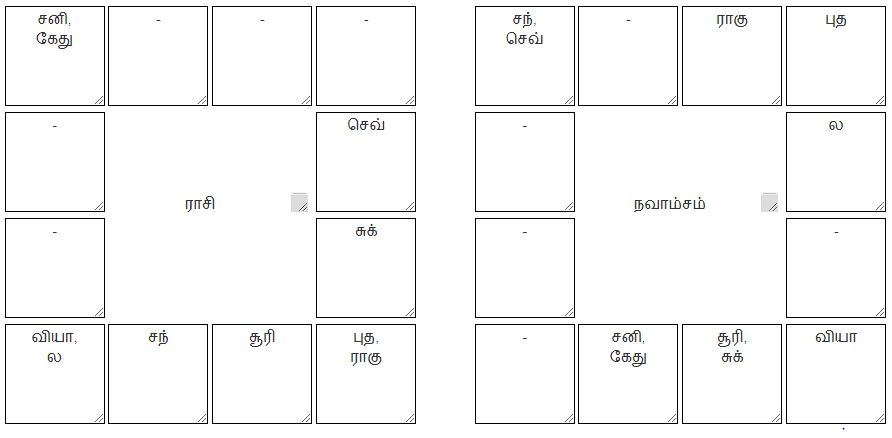 சனி,
கேது
-
-
-
-
செவ்
ராசி
-
சுக்
வியா,
ல
சந்
சூரி
புத,
ராகு
சந்,
செவ்
-
ராகு
புத
-
ல
நவாம்சம்
-
-
-
சனி,
கேது
சூரி,
சுக்
வியா